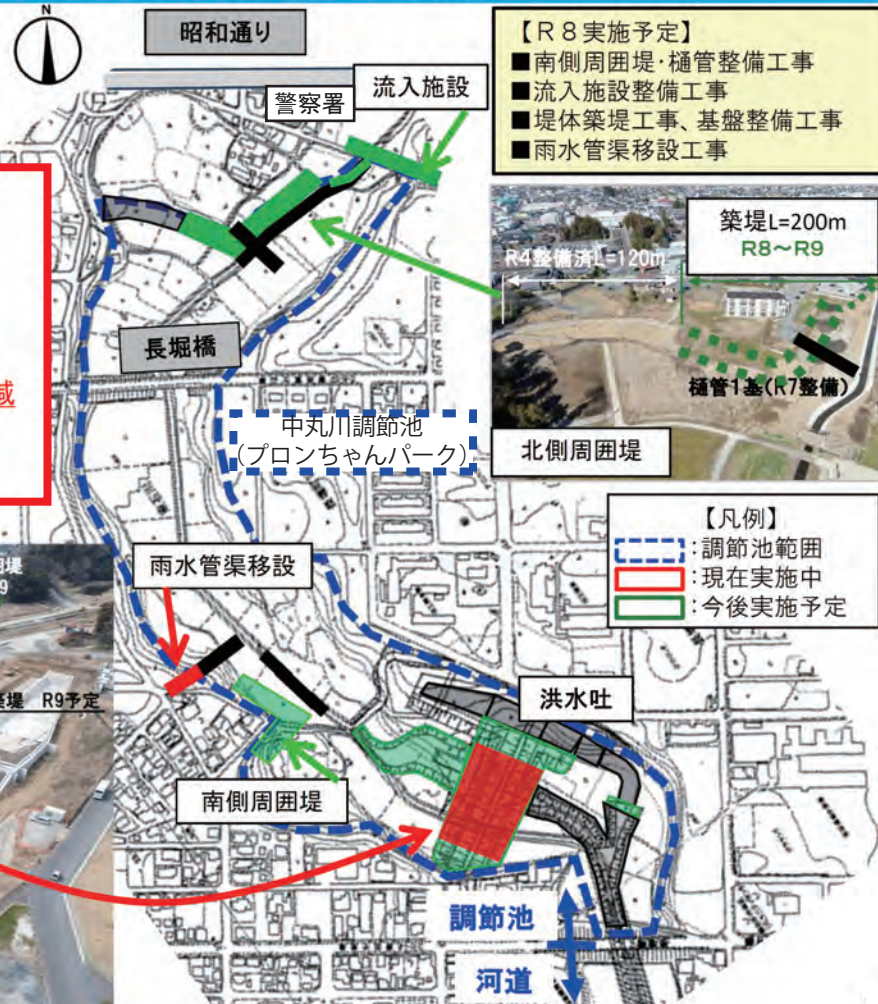 N
昭和通り
警察署
流入施設
【R8実施予定】
■南側周囲堤・樋管整備工事
■流入施設整備工事
■堤体築堤工事、基盤整備工事
■雨水管渠移設工事
築堤L=200m
R8～R9
R4整備済L=120m
樋管1基(R7整備)
北側周囲堤
減
長堀橋
中丸川調節池
(プロンちゃんパーク)
【凡例】
:調節池範囲
:現在実施中
:今後実施予定
堤
9
雨水管渠移設
築堤 R9予定
洪水吐
南側周囲堤
調節池
河道